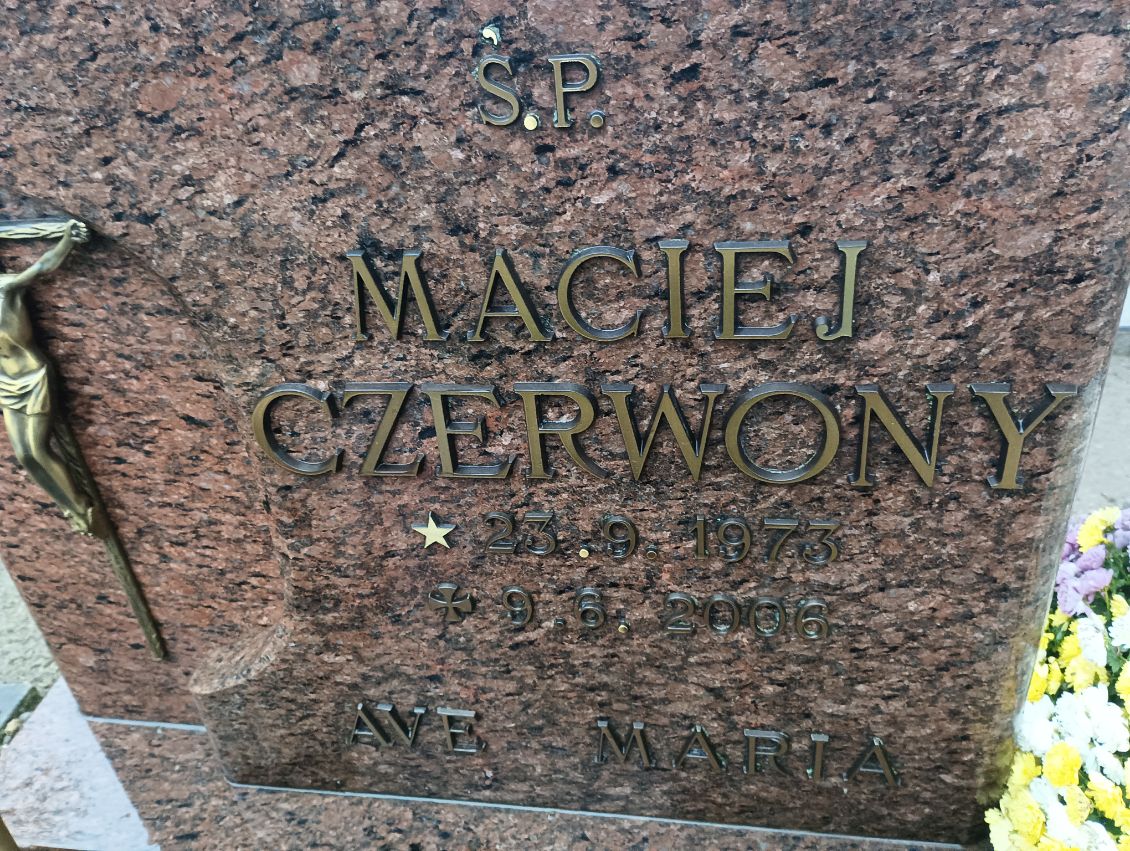 Ś.P.
MACIEJ
CZERWONY
★ 23.9.1973
✠ 9.6.2006
AVE MARIA